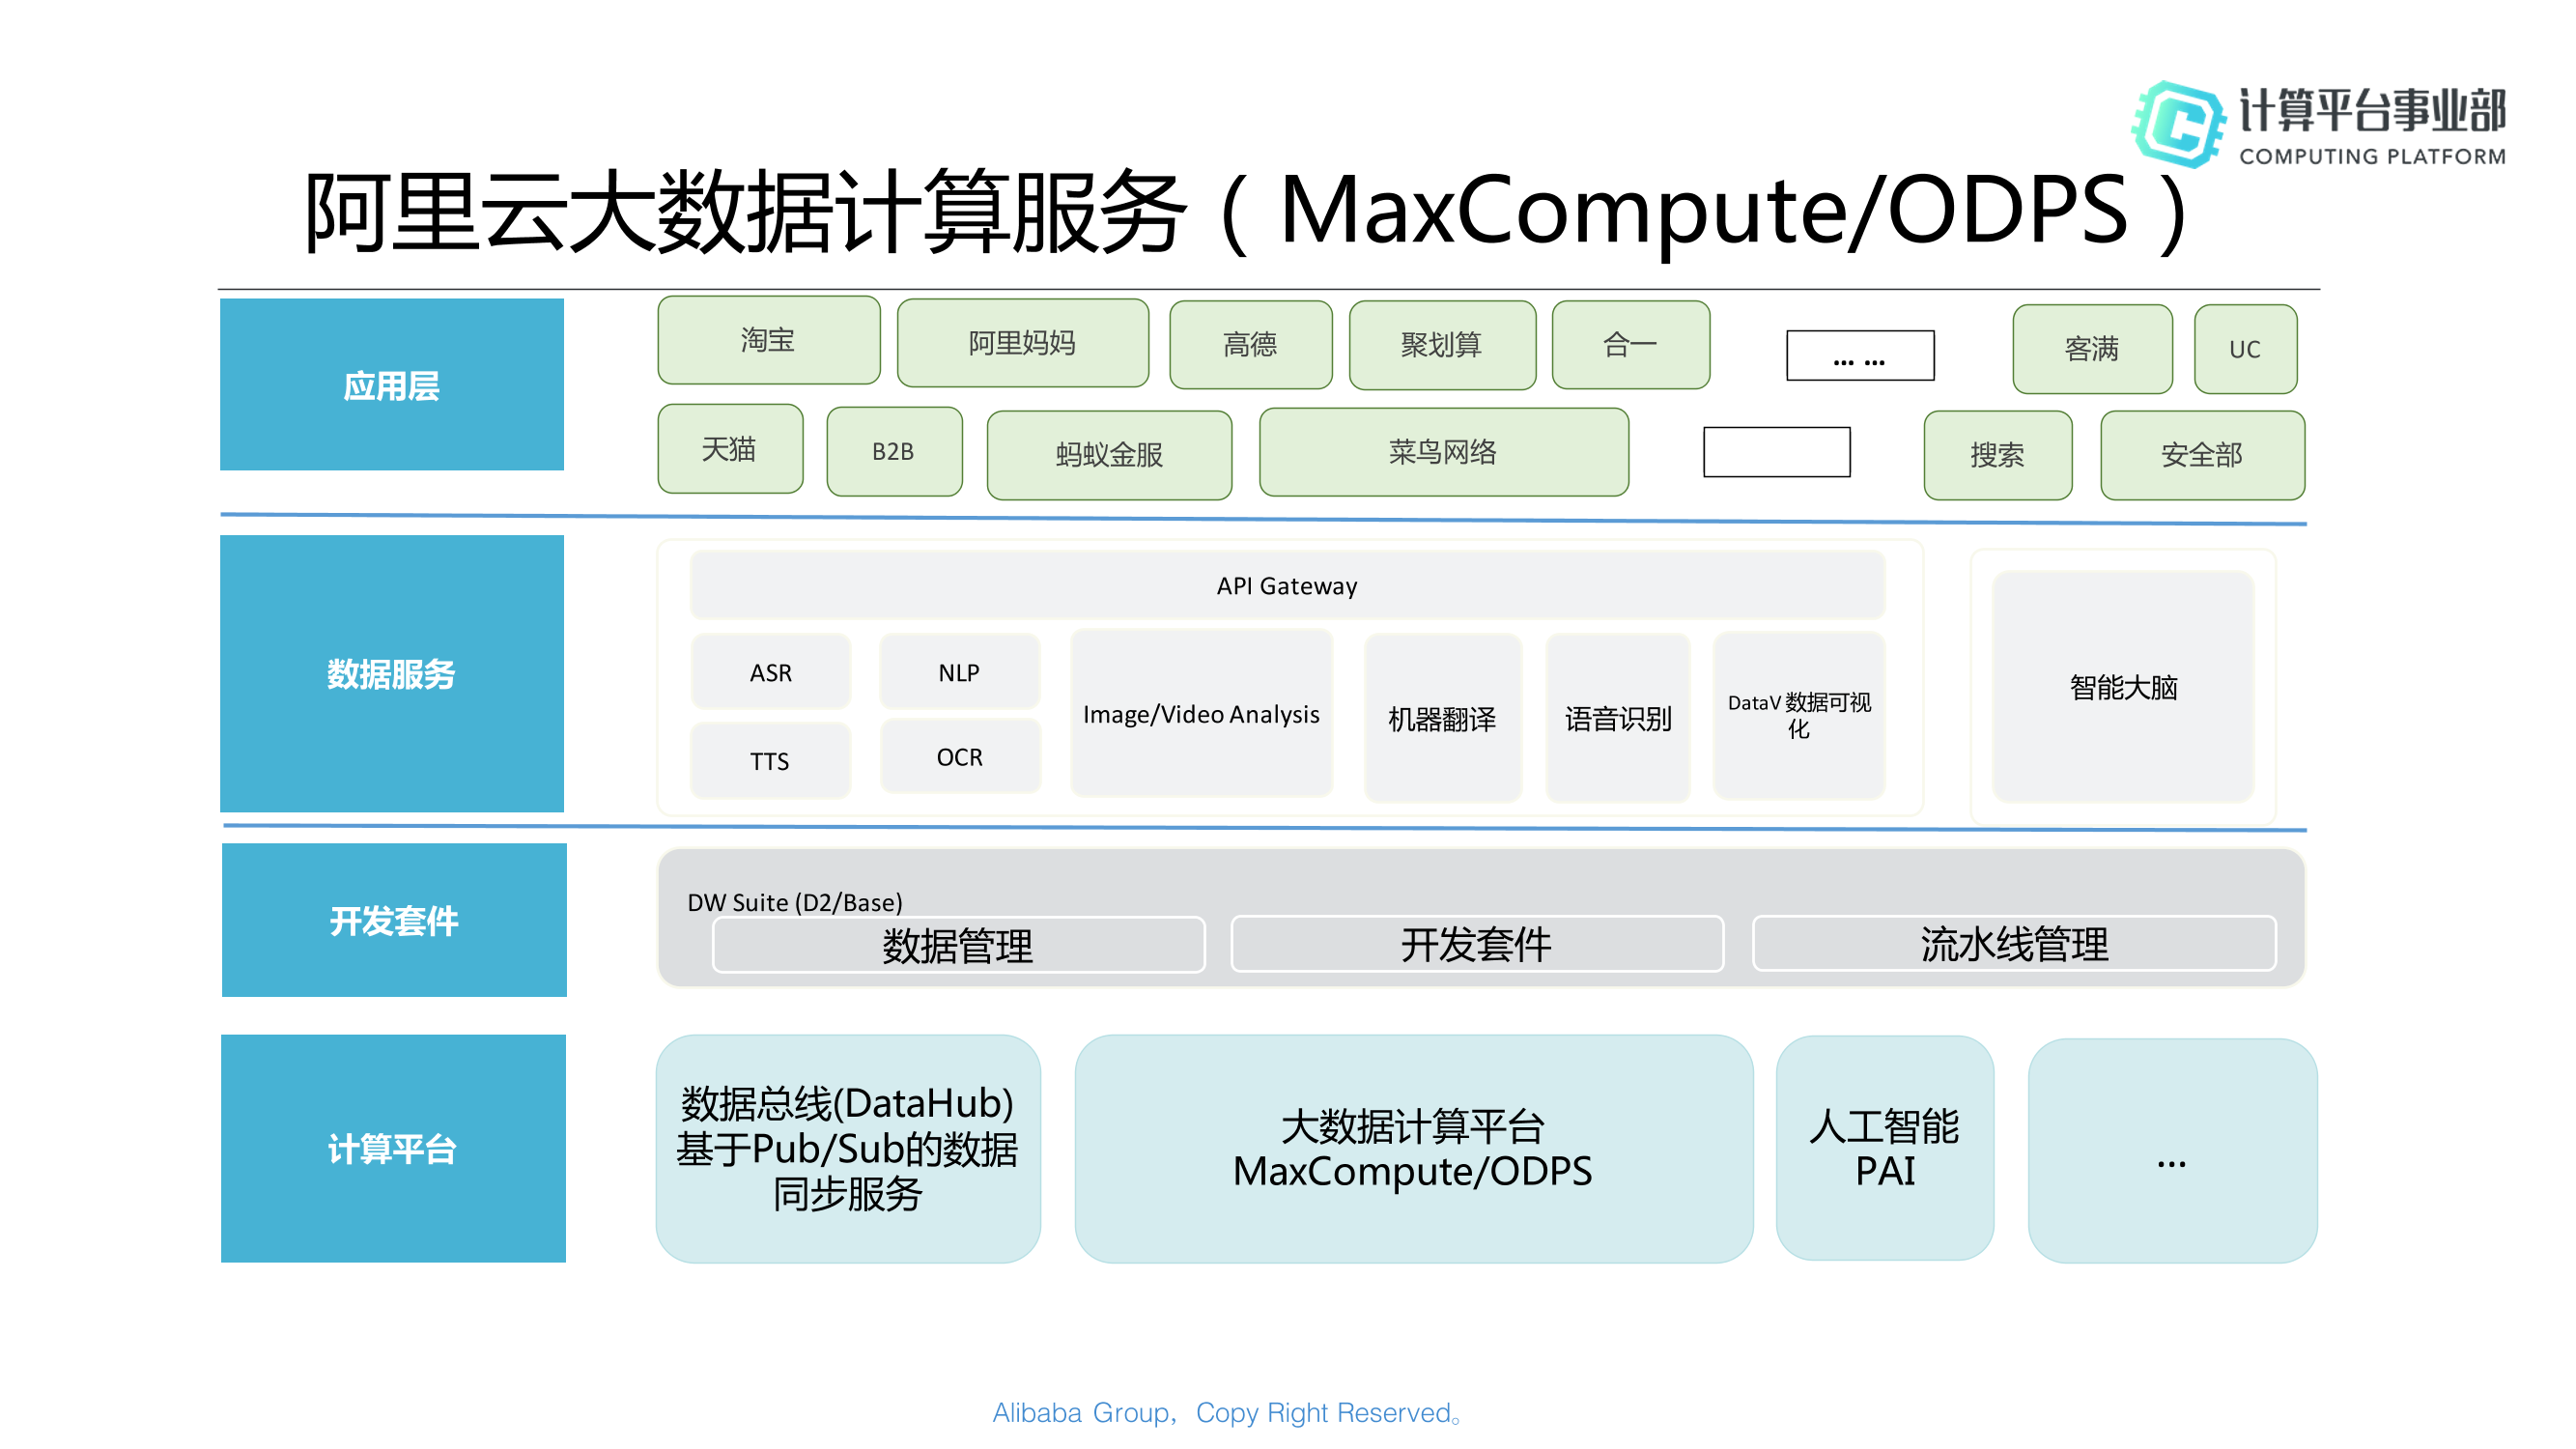 计算平台事业部
COMPUTING PLATFORM
阿里云大数据计算服务（MaxCompute/ODPS）
应用层
淘宝
阿里妈妈
高德
聚划算
合一
... ...
客满
UC
天猫
B2B
蚂蚁金服
菜鸟网络
搜索
安全部
数据服务
API Gateway
ASR
NLP
TTS
OCR
Image/Video Analysis
机器翻译
语音识别
DataV 数据可视
化
智能大脑
开发套件
DW Suite (D2/Base)
数据管理
开发套件
流水线管理
计算平台
数据总线(DataHub)
基于Pub/Sub的数据
同步服务
大数据计算平台
MaxCompute/ODPS
人工智能
PAI
...
Alibaba Group， Copy Right Reserved。